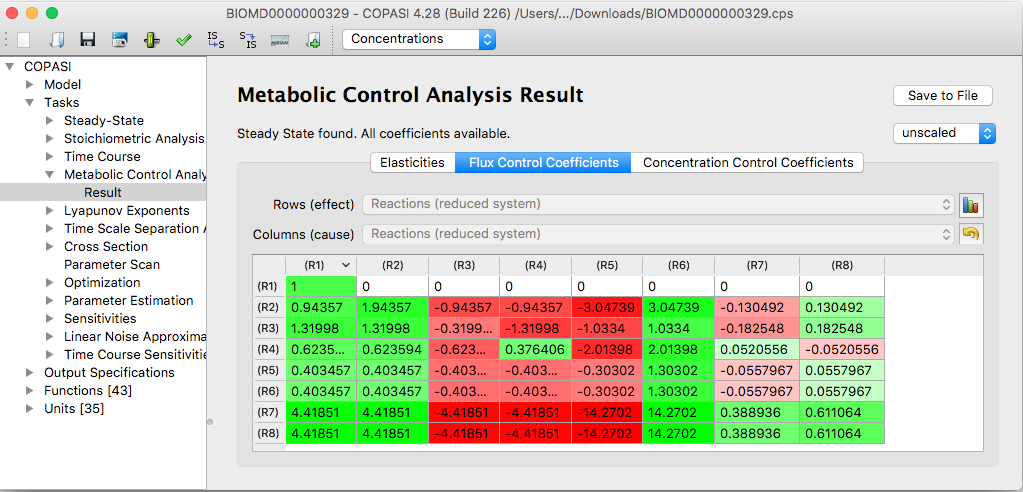 BIOMD0000000329 - COPASI 4.28 (Build 226) /Users/.../Downloads/BIOMD0000000329.cps
IS S S IS MIRIAM Concentrations
COPASI
Model
Tasks
Steady-State
Stoichiometric Analysis
Time Course
Metabolic Control Analy
Result
Lyapunov Exponents
Time Scale Separation A
Cross Section
Parameter Scan
Optimization
Parameter Estimation
Sensitivities
Linear Noise Approxima
Time Course Sensitivitie
Output Specifications
Functions [43]
Units [35]
Metabolic Control Analysis Result
Save to File
Steady State found. All coefficients available.
unscaled
Elasticities Flux Control Coefficients Concentration Control Coefficients
Rows (effect) Reactions (reduced system)
Columns (cause) Reactions (reduced system)
(R1) (R2) (R3) (R4) (R5) (R6) (R7) (R8)
(R1) 1 0 0 0 0 0 0 0
(R2) 0.94357 1.94357 -0.94357 -0.94357 -3.04739 3.04739 -0.130492 0.130492
(R3) 1.31998 1.31998 -0.3199... -1.31998 -1.0334 1.0334 -0.182548 0.182548
(R4) 0.6235... 0.623594 -0.623... 0.376406 -2.01398 2.01398 0.0520556 -0.0520556
(R5) 0.403457 0.403457 -0.403... -0.403... -0.30302 1.30302 -0.0557967 0.0557967
(R6) 0.403457 0.403457 -0.403... -0.403... -0.30302 1.30302 -0.0557967 0.0557967
(R7) 4.41851 4.41851 -4.41851 -4.41851 -14.2702 14.2702 0.388936 0.611064
(R8) 4.41851 4.41851 -4.41851 -4.41851 -14.2702 14.2702 0.388936 0.611064